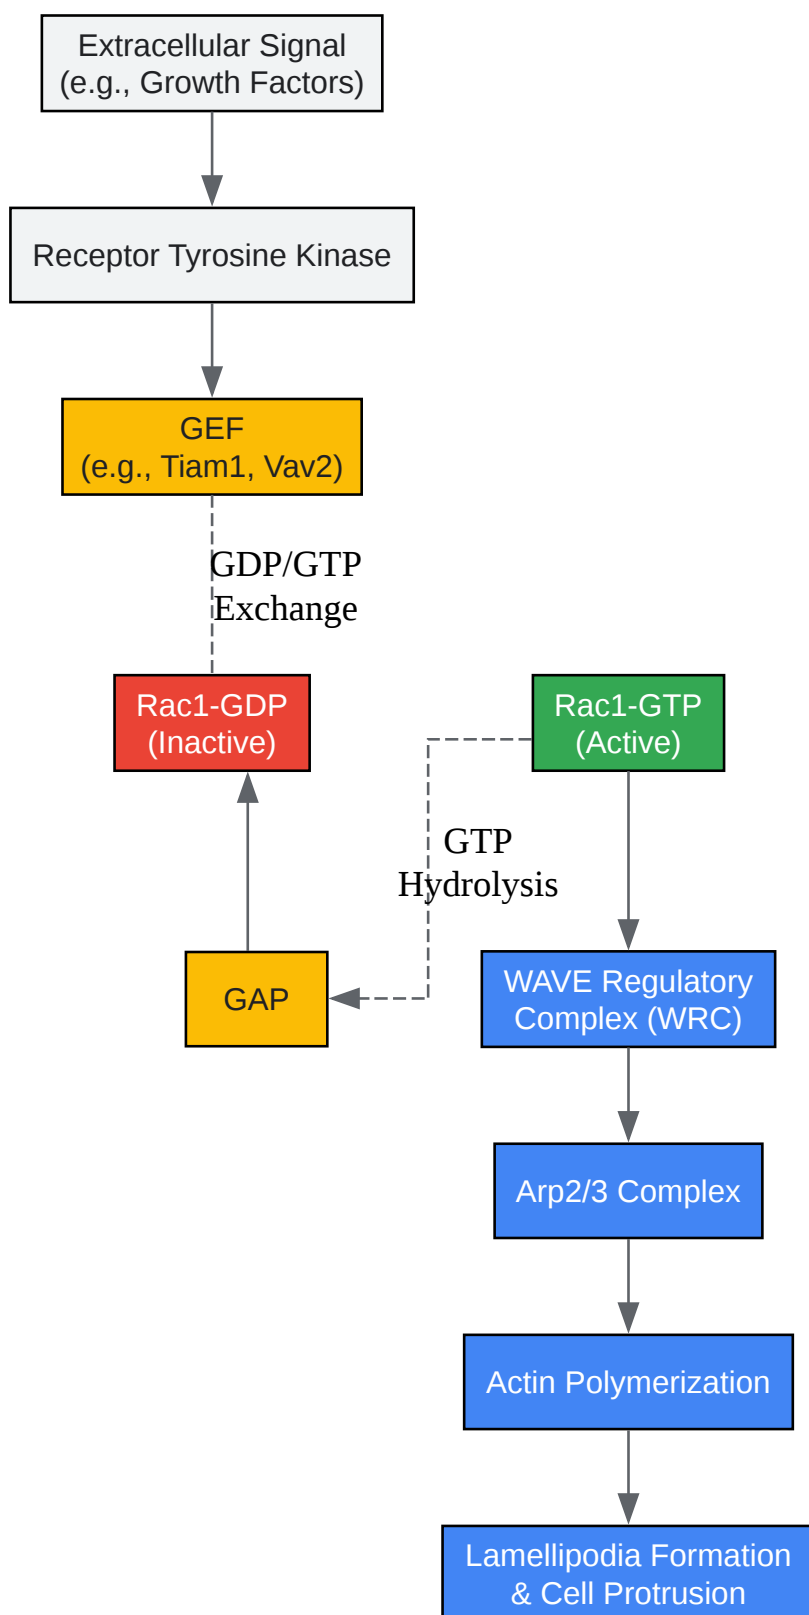 Extracellular Signal
(e.g., Growth Factors)
Receptor Tyrosine Kinase
GEF
(e.g., Tiam1, Vav2)
GDP/GTP
Exchange
Rac1-GDP
(Inactive)
Rac1-GTP
(Active)
GTP
Hydrolysis
GAP
WAVE Regulatory
Complex (WRC)
Arp2/3 Complex
Actin Polymerization
Lamellipodia Formation
& Cell Protrusion